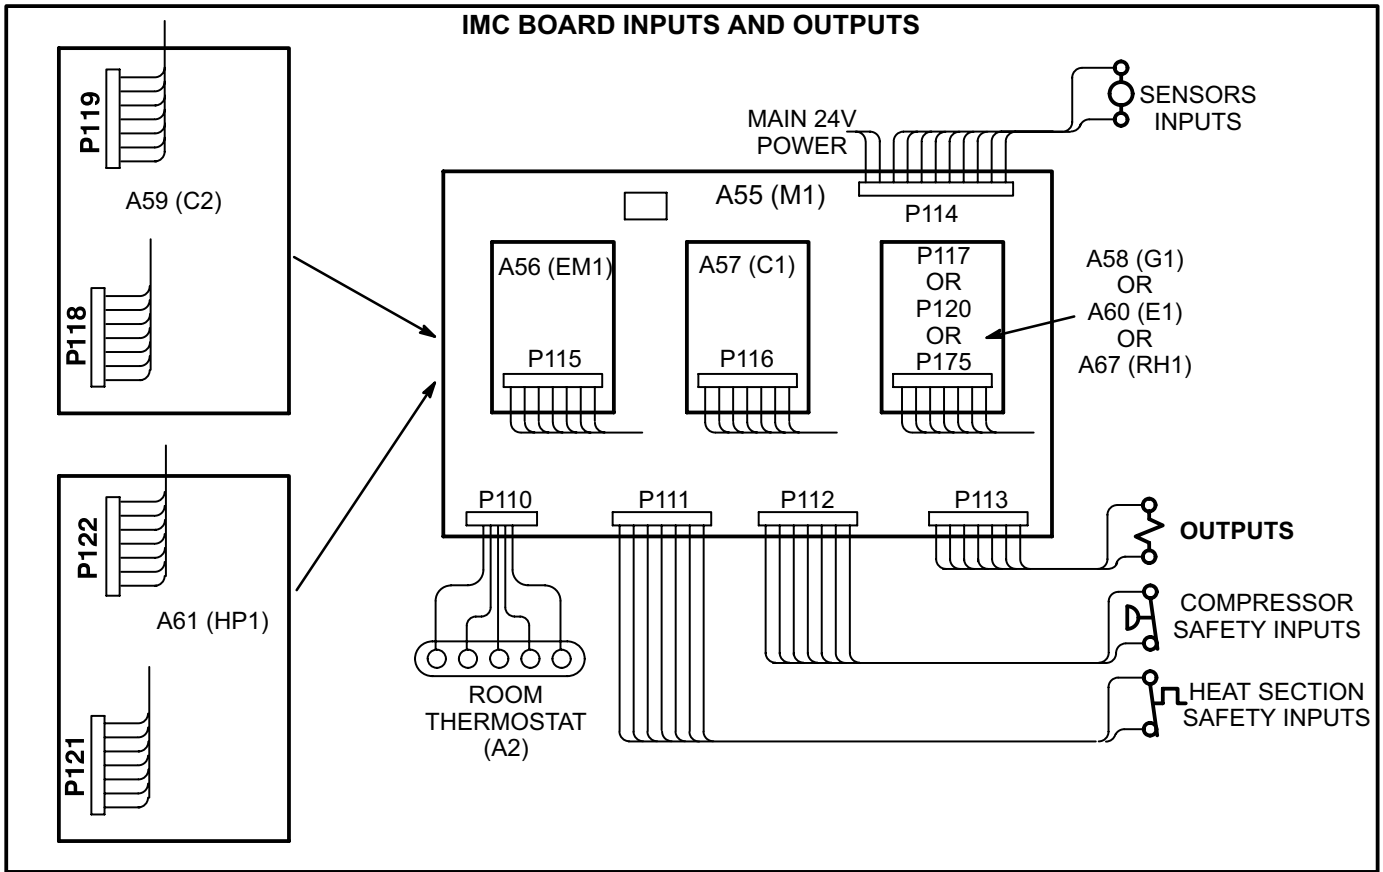 IMC BOARD INPUTS AND OUTPUTS
P119
A59 (C2)
P118
P122
A61 (HP1)
P121
MAIN 24V
POWER
SENSORS
INPUTS
A55 (M1)
P114
A56 (EM1)
P115
A57 (C1)
P116
P117
OR
P120
OR
P175
A58 (G1)
OR
A60 (E1)
OR
A67 (RH1)
P110
P111
P112
P113
OUTPUTS
COMPRESSOR
SAFETY INPUTS
HEAT SECTION
SAFETY INPUTS
ROOM
THERMOSTAT
(A2)